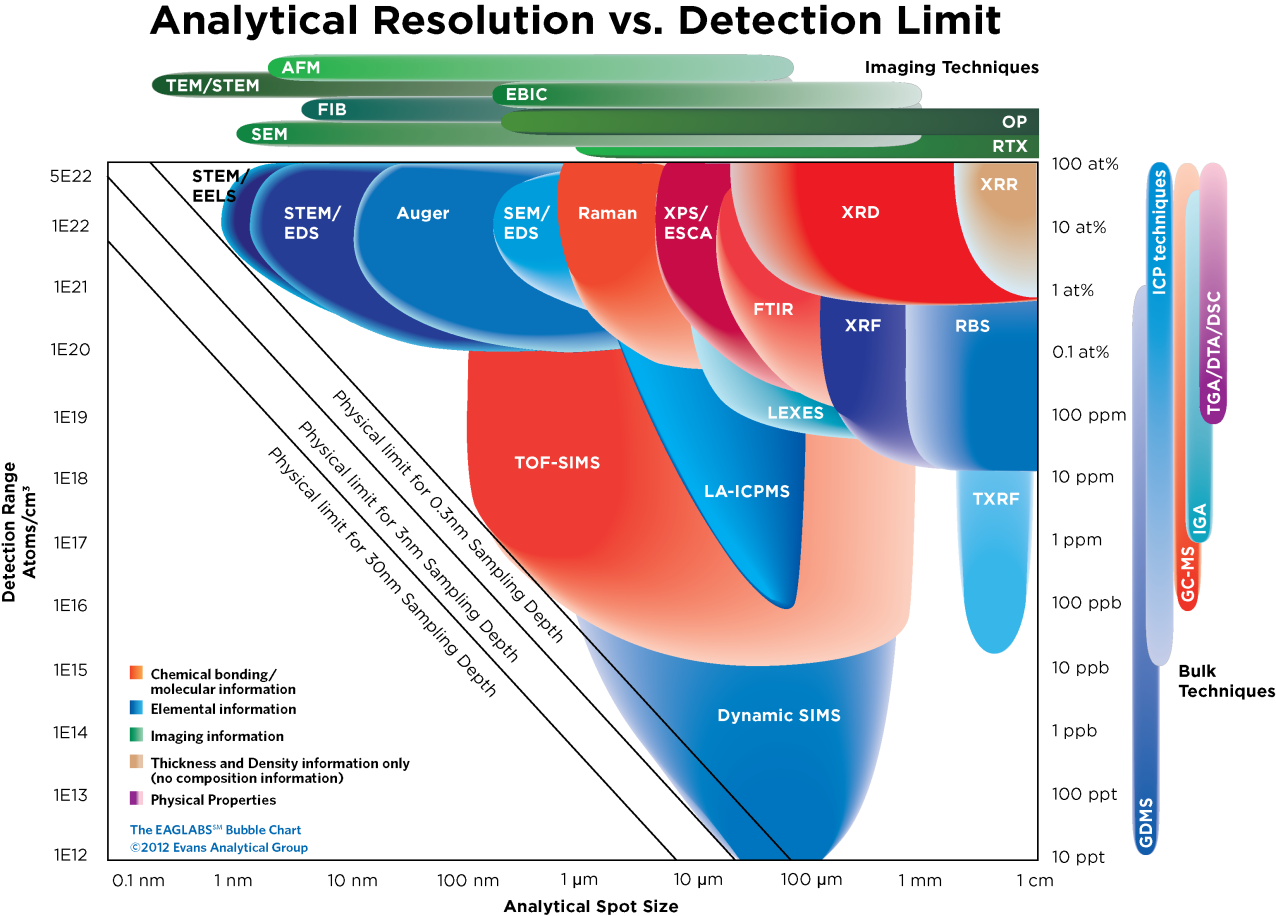 Analytical Resolution vs. Detection Limit
AFM
Imaging Techniques
TEM/STEM
EBIC
FIB
OP
SEM
RTX
STEM/
EELS
STEM/
EDS
Auger
SEM/
EDS
Raman
XPS/
ESCA
XRD
XRR
FTIR
XRF
RBS
LEXES
TOF-SIMS
LA-ICPMS
TXRF
Dynamic SIMS
Physical limit for 0.3nm Sampling Depth
Physical limit for 3nm Sampling Depth
Physical limit for 30nm Sampling Depth
Detection Range
Atoms/cm³
5E22
1E22
1E21
1E20
1E19
1E18
1E17
1E16
1E15
1E14
1E13
1E12
100 at%
10 at%
1 at%
0.1 at%
100 ppm
10 ppm
1 ppm
100 ppb
10 ppb
1 ppb
100 ppt
10 ppt
ICP techniques
TGA/DTA/DSC
IGA
GC-MS
GDMS
Bulk
Techniques
Chemical bonding/
molecular information
Elemental information
Imaging information
Thickness and Density information only
(no composition information)
Physical Properties
The EAGLABS℠ Bubble Chart
©2012 Evans Analytical Group
0.1 nm
1 nm
10 nm
100 nm
1 µm
10 µm
100 µm
1 mm
1 cm
Analytical Spot Size